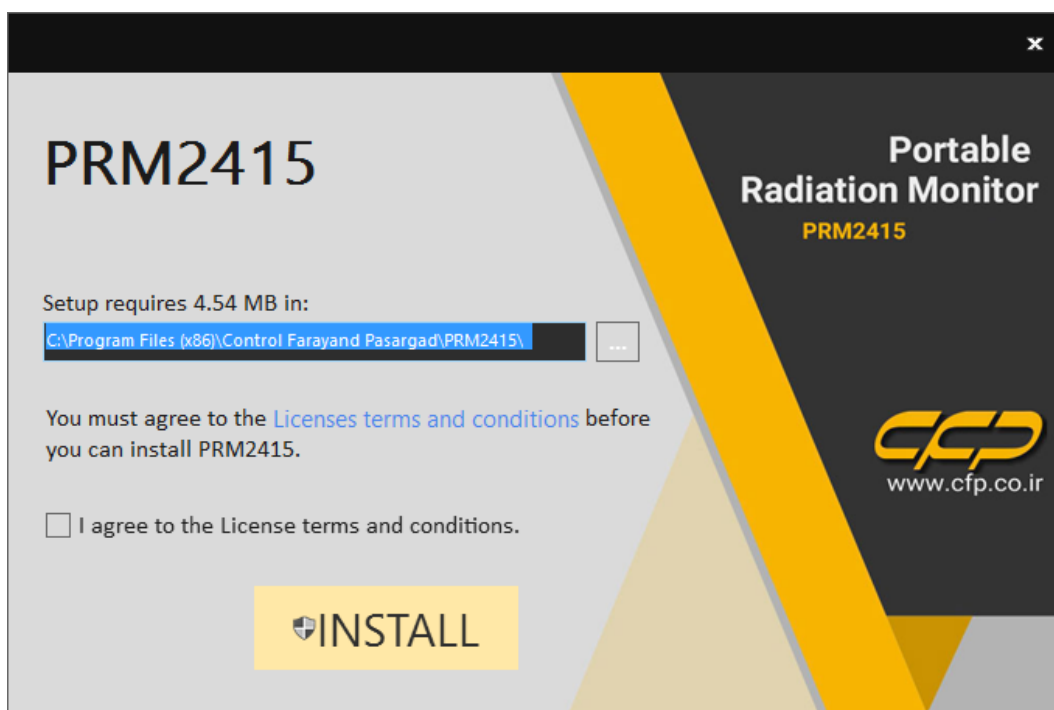 x
PRM2415
Portable
Radiation Monitor
PRM2415
Setup requires 4.54 MB in:
C:\Program Files (x86)\Control Farayand Pasargad\PRM2415\
...
You must agree to the Licenses terms and conditions before
you can install PRM2415.
I agree to the License terms and conditions.
INSTALL
cfp
www.cfp.co.ir